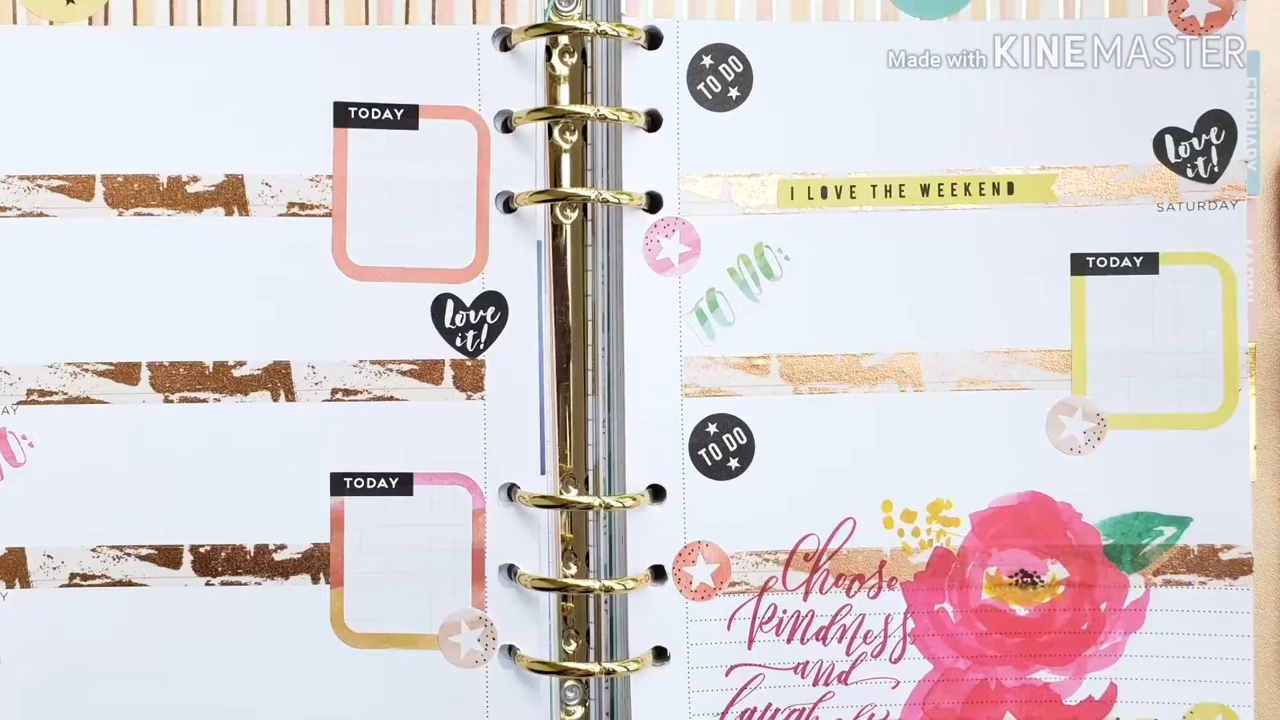 Made with KINEMASTER
TODAY
Love it!
TODAY
TO DO
I LOVE THE WEEKEND
Love it!
SATURDAY
FEBRUARY
TO DO:
TODAY
TO DO
Choose
kindness
and